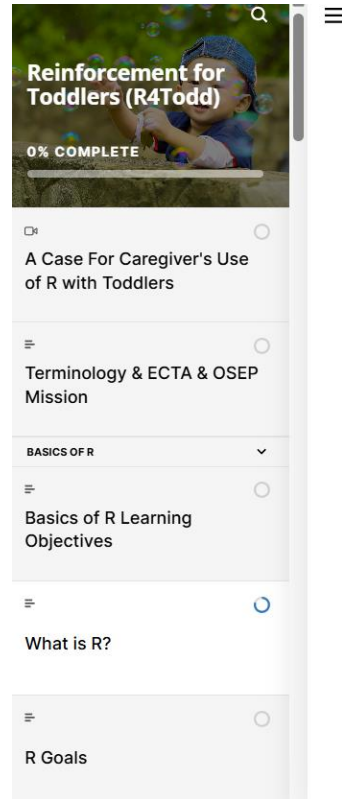 Reinforcement for
Toddlers (R4Todd)
0% COMPLETE
A Case For Caregiver's Use
of R with Toddlers
Terminology & ECTA & OSEP
Mission
BASICS OF R
Basics of R Learning
Objectives
What is R?
R Goals